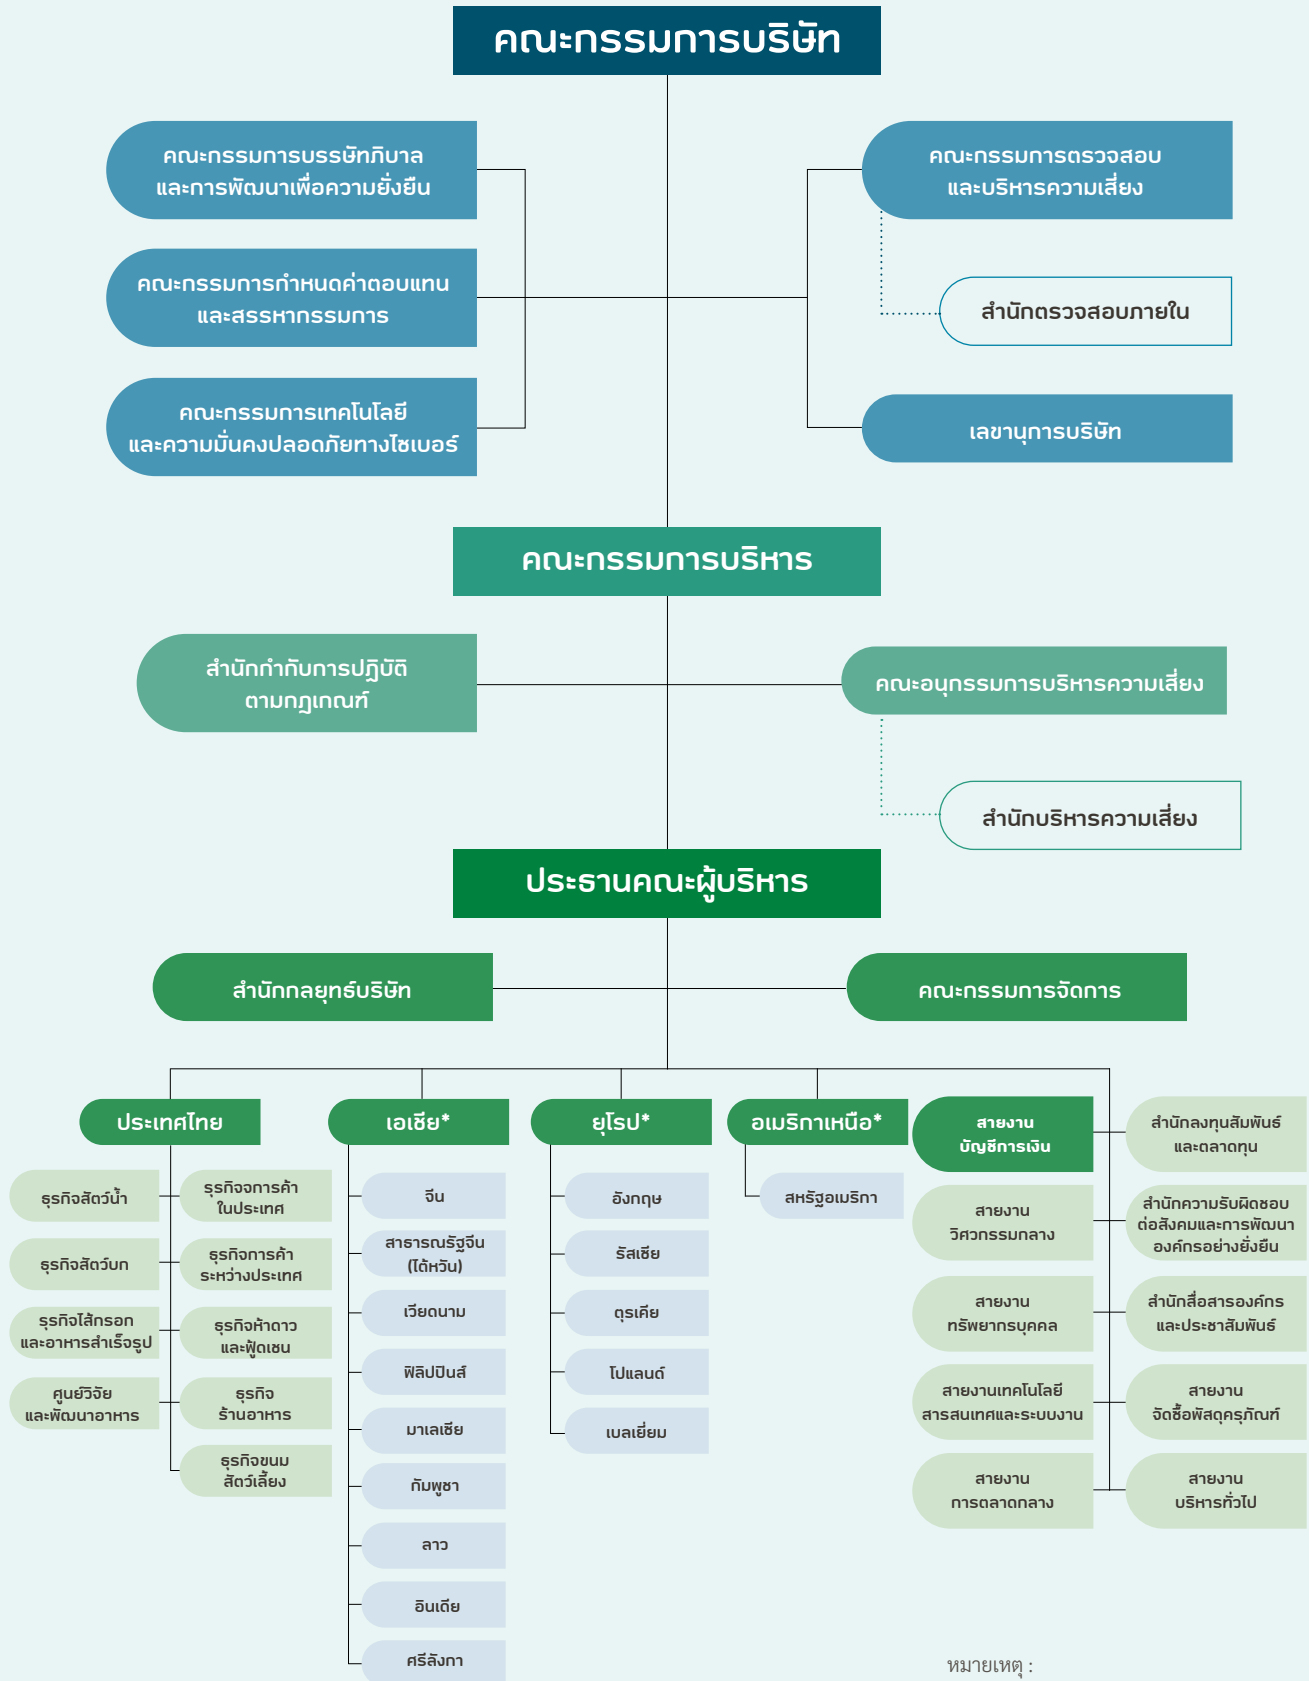 คณะกรรมการบริษัท
คณะกรรมการบรรษัทภิบาล
และการพัฒนาเพื่อความยั่งยืน
คณะกรรมการตรวจสอบ
และบริหารความเสี่ยง
คณะกรรมการกำหนดค่าตอบแทน
และสรรหากรรมการ
สำนักตรวจสอบภายใน
คณะกรรมการเทคโนโลยี
และความมั่นคงปลอดภัยทางไซเบอร์
เลขานุการบริษัท
คณะกรรมการบริหาร
สำนักกำกับการปฏิบัติ
ตามกฎเกณฑ์
คณะอนุกรรมการบริหารความเสี่ยง
สำนักบริหารความเสี่ยง
ประธานคณะผู้บริหาร
สำนักกลยุทธ์บริษัท
คณะกรรมการจัดการ
ประเทศไทย
ธุรกิจสัตว์น้ำ
ธุรกิจสัตว์บก
ธุรกิจไส้กรอก
และอาหารสำเร็จรูป
ศูนย์วิจัย
และพัฒนาอาหาร
ธุรกิจจการค้า
ในประเทศ
ธุรกิจการค้า
ระหว่างประเทศ
ธุรกิจห้าดาว
และฟู้ดเชน
ธุรกิจ
ร้านอาหาร
ธุรกิจขนม
สัตว์เลี้ยง
เอเชีย*
จีน
สาธารณรัฐจีน
(ไต้หวัน)
เวียดนาม
ฟิลิปปินส์
มาเลเซีย
กัมพูชา
ลาว
อินเดีย
ศรีลังกา
ยุโรป*
อังกฤษ
รัสเซีย
ตุรเคีย
โปแลนด์
เบลเยี่ยม
อเมริกาเหนือ*
สหรัฐอเมริกา
สายงาน
บัญชีการเงิน
สายงาน
วิศวกรรมกลาง
สายงาน
ทรัพยากรบุคคล
สายงานเทคโนโลยี
สารสนเทศและระบบงาน
สายงาน
การตลาดกลาง
สำนักลงทุนสัมพันธ์
และตลาดทุน
สำนักความรับผิดชอบ
ต่อสังคมและการพัฒนา
องค์กรอย่างยั่งยืน
สำนักสื่อสารองค์กร
และประชาสัมพันธ์
สายงาน
จัดซื้อพัสดุครุภัณฑ์
สายงาน
บริหารทั่วไป
หมายเหตุ :